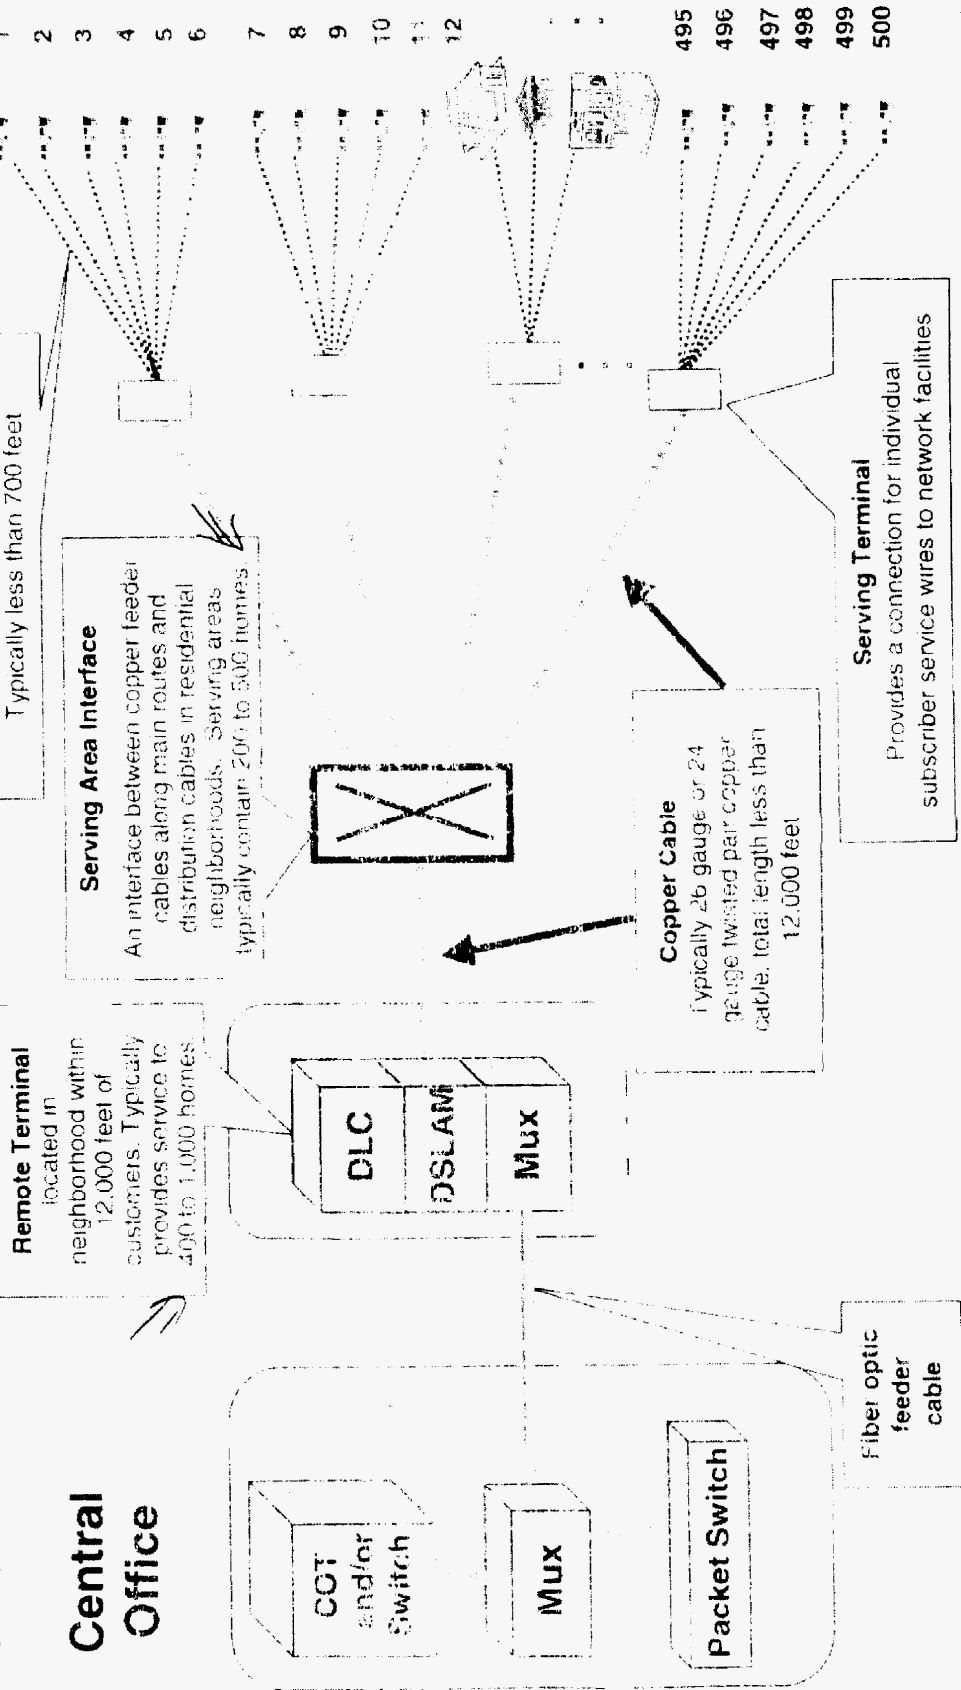 Central
Office
COT
and/or
Switch
Mux
Packet Switch
Fiber optic
feeder
cable
Remote Terminal
located in
neighborhood within
12,000 feet of
customers. Typically
provides service to
400 to 1,000 homes
DLC
DSLAM
Mux
Serving Area Interface
An interface between copper feeder
cables along main routes and
distribution cables in residential
neighborhoods. Serving areas
typically contain 200 to 500 homes.
Copper Cable
Typically 26 gauge or 24
gauge twisted pair copper
cable, total length less than
12,000 feet
Typically less than 700 feet
Serving Terminal
Provides a connection for individual
subscriber service wires to network facilities
1
2
3
4
5
6
7
8
9
10
11
12
495
496
497
498
499
500